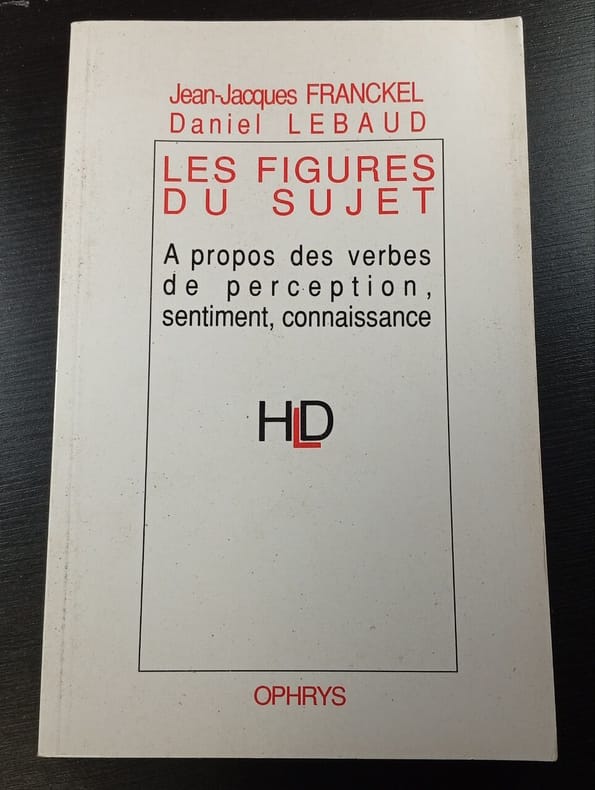 Jean-Jacques FRANCKEL
Daniel LEBAUD
LES FIGURES
DU SUJET
A propos des verbes
de perception,
sentiment, connaissance
HLD
OPHRYS